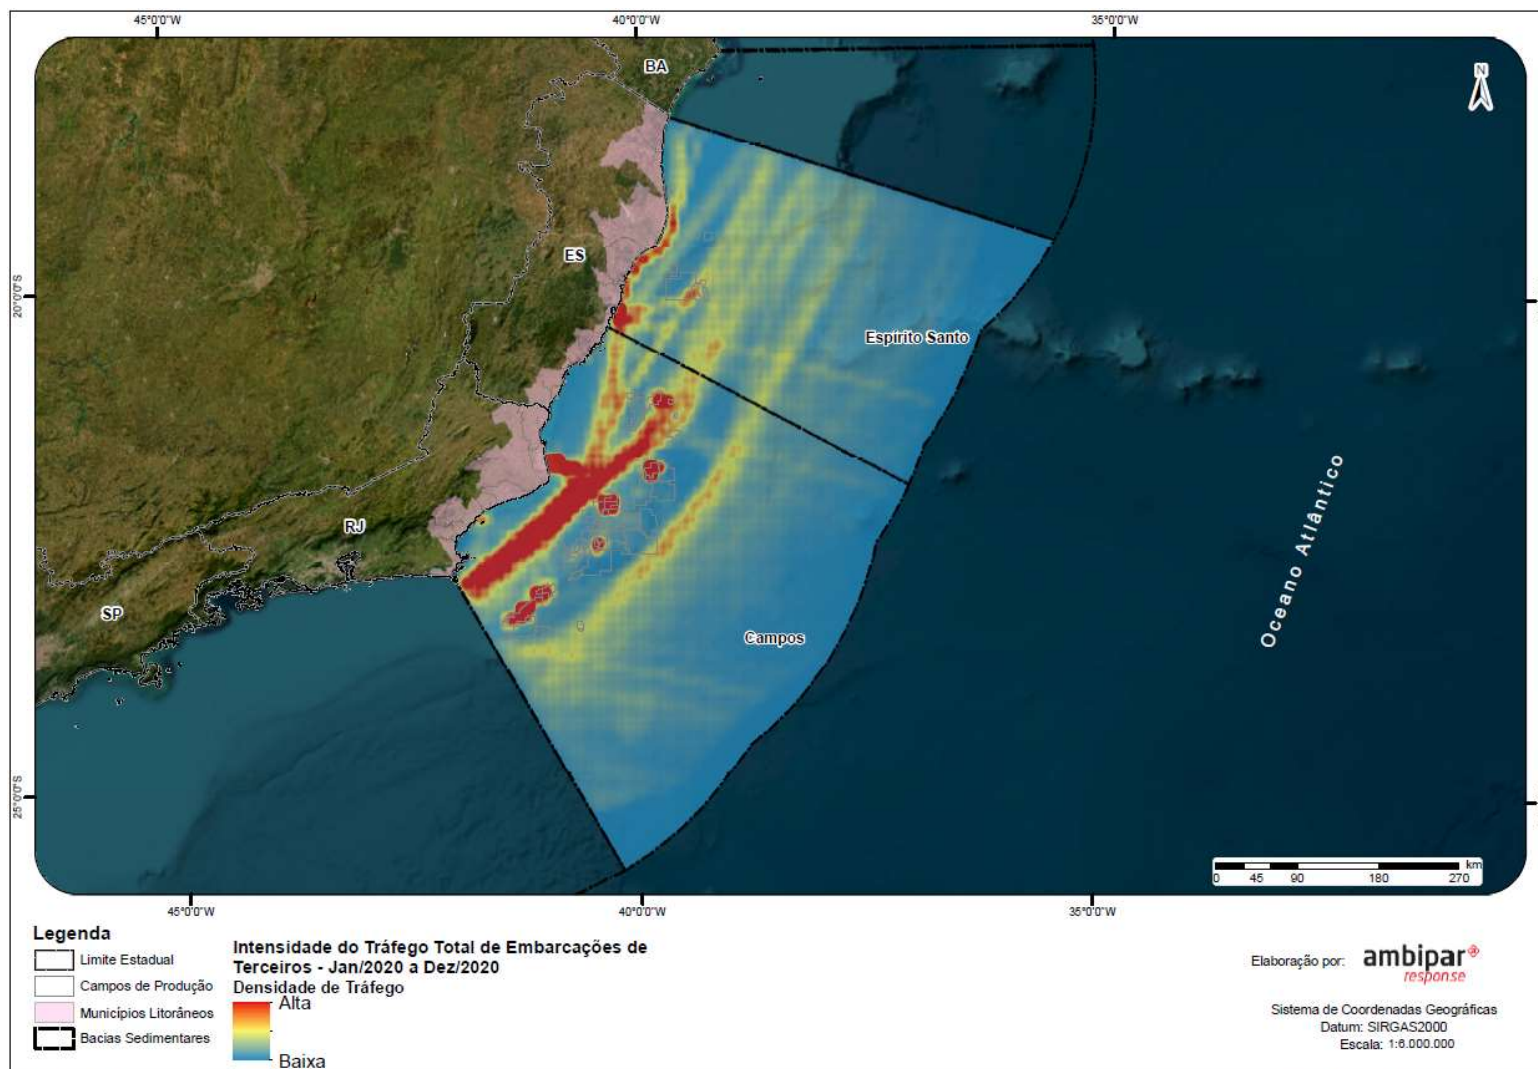 45°0'0"W
40°0'0"W
35°0'0"W
BA
N
ES
20°0'0"S
Espírito Santo
Oceano Atlântico
RJ
SP
Campos
25°0'0"S
km
0 45 90 180 270
45°0'0"W
40°0'0"W
35°0'0"W
Legenda
Limite Estadual
Campos de Produção
Municípios Litorâneos
Bacias Sedimentares
Intensidade do Tráfego Total de Embarcações de
Terceiros - Jan/2020 a Dez/2020
Densidade de Tráfego
Alta
Baixa
Elaboração por:
ambipar
response
Sistema de Coordenadas Geográficas
Datum: SIRGAS2000
Escala: 1:6.000.000